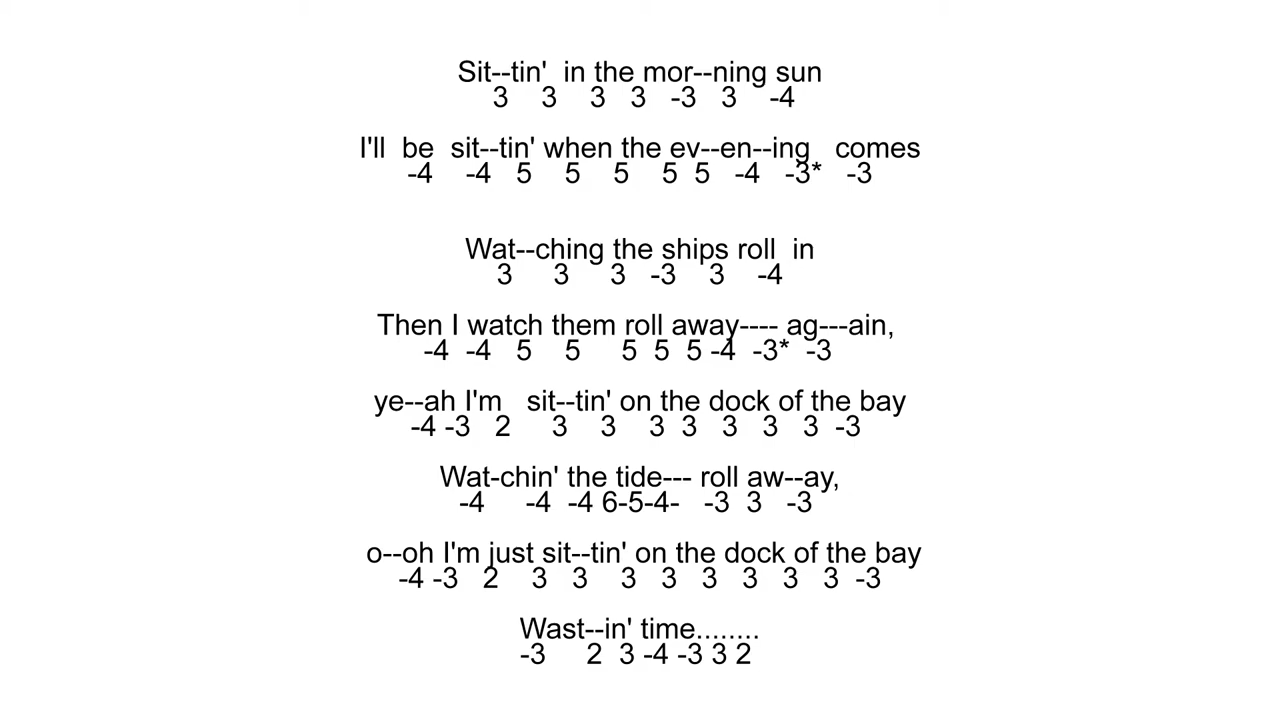 Sit--tin' in the mor--ning sun
3 3 3 3 -3 3 -4
I'll be sit--tin' when the ev--en--ing comes
-4 -4 5 5 5 5 5 -4 -3* -3
Wat--ching the ships roll in
3 3 3 -3 3 -4
Then I watch them roll away---- ag---ain,
-4 -4 5 5 5 5 5 -4 -3* -3
ye--ah I'm sit--tin' on the dock of the bay
-4 -3 2 3 3 3 3 3 3 3 -3
Wat-chin' the tide--- roll aw--ay,
-4 -4 -4 6-5-4- -3 3 -3
o--oh I'm just sit--tin' on the dock of the bay
-4 -3 2 3 3 3 3 3 3 3 3 -3
Wast--in' time........
-3 2 3 -4 -3 3 2